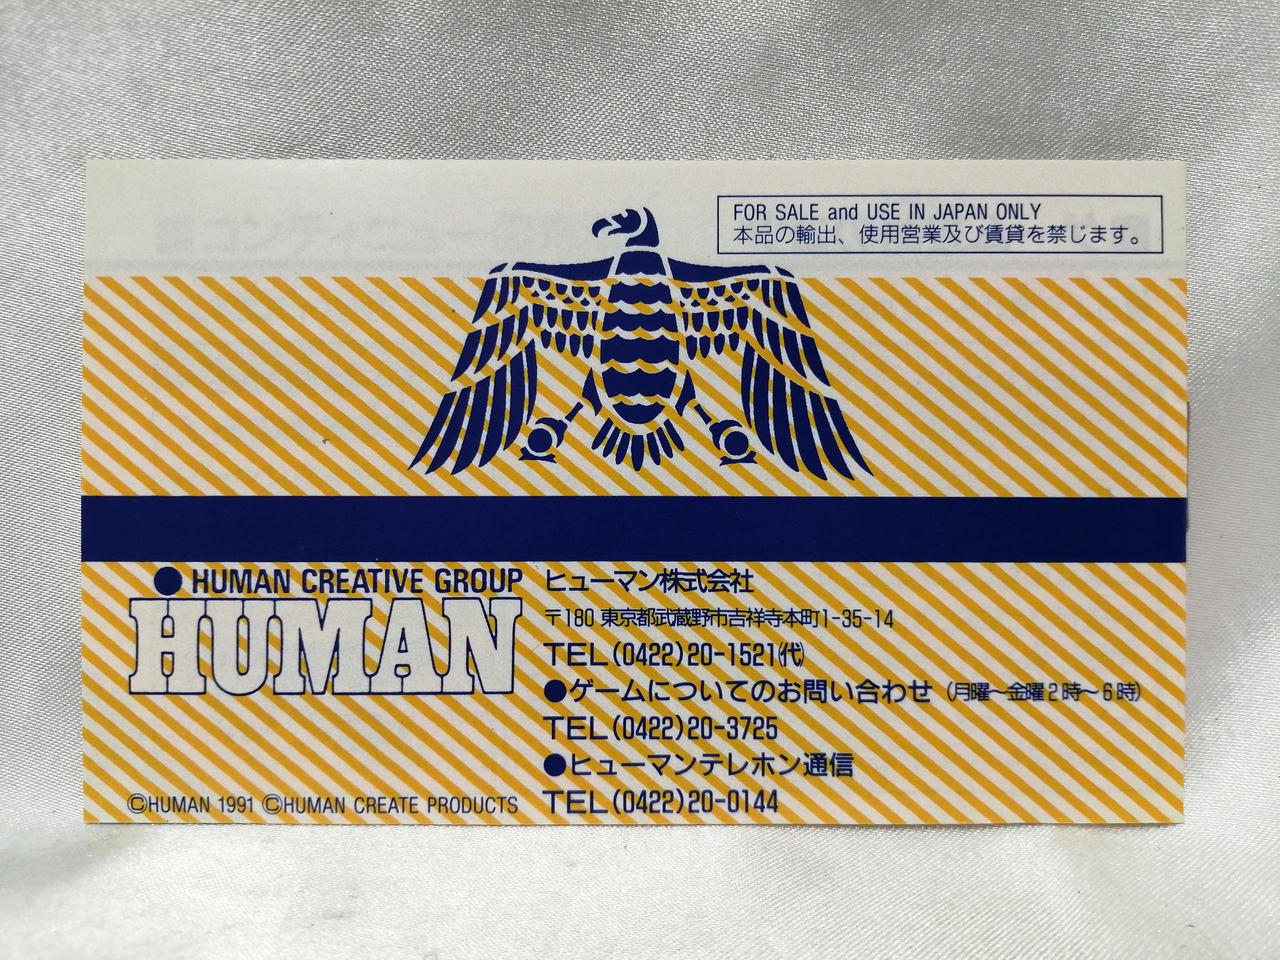 FOR SALE and USE IN JAPAN ONLY
本品の輸出、使用営業及び賃貸を禁じます。
●HUMAN CREATIVE GROUP
HUMAN
ヒューマン株式会社
〒180 東京都武蔵野市吉祥寺本町1-35-14
TEL(0422)20-1521㈹
●ゲームについてのお問い合わせ（月曜～金曜2時～6時）
TEL(0422)20-3725
●ヒューマンテレホン通信
TEL(0422)20-0144
©HUMAN 1991 ©HUMAN CREATE PRODUCTS